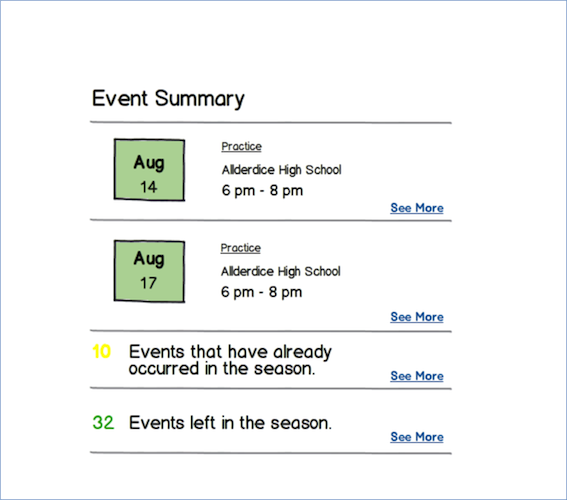 Event Summary
Aug
14
Practice
Allderdice High School
6 pm - 8 pm
See More
Aug
17
Practice
Allderdice High School
6 pm - 8 pm
See More
10 Events that have already
occurred in the season.
See More
32 Events left in the season.
See More